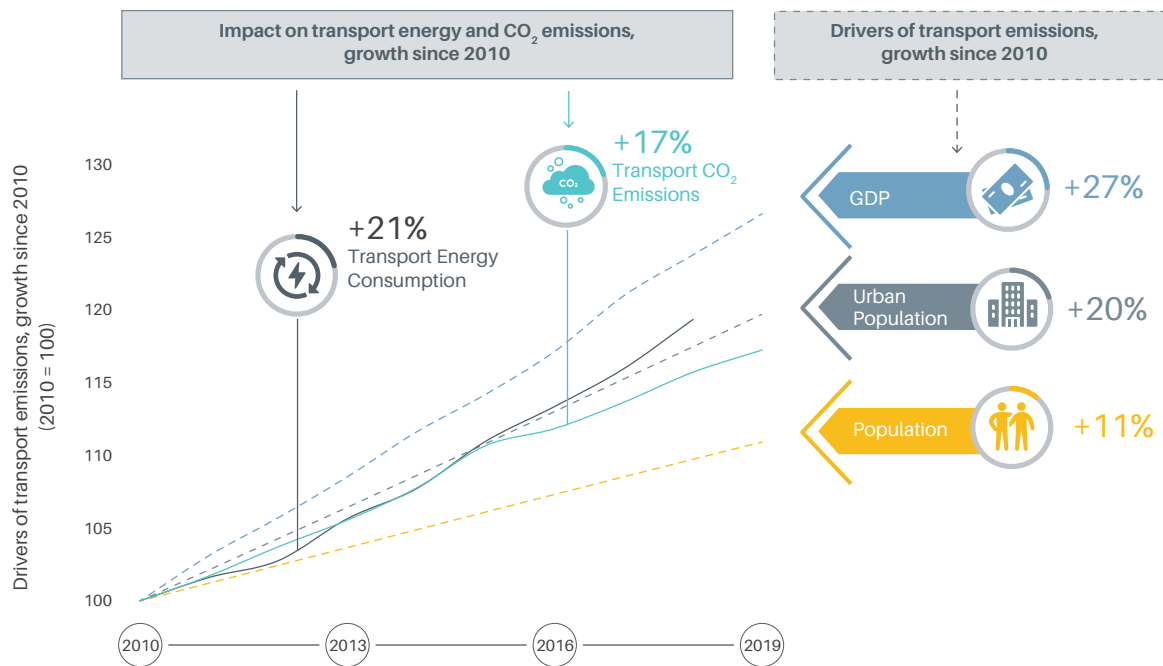 Impact on transport energy and CO₂ emissions,
growth since 2010
Drivers of transport emissions,
growth since 2010
Drivers of transport emissions, growth since 2010
(2010 = 100)
130
125
120
115
110
105
100
2010
2013
2016
2019
+21%
Transport Energy
Consumption
+17%
Transport CO₂
Emissions
CO₂
GDP
+27%
Urban
Population
+20%
Population
+11%